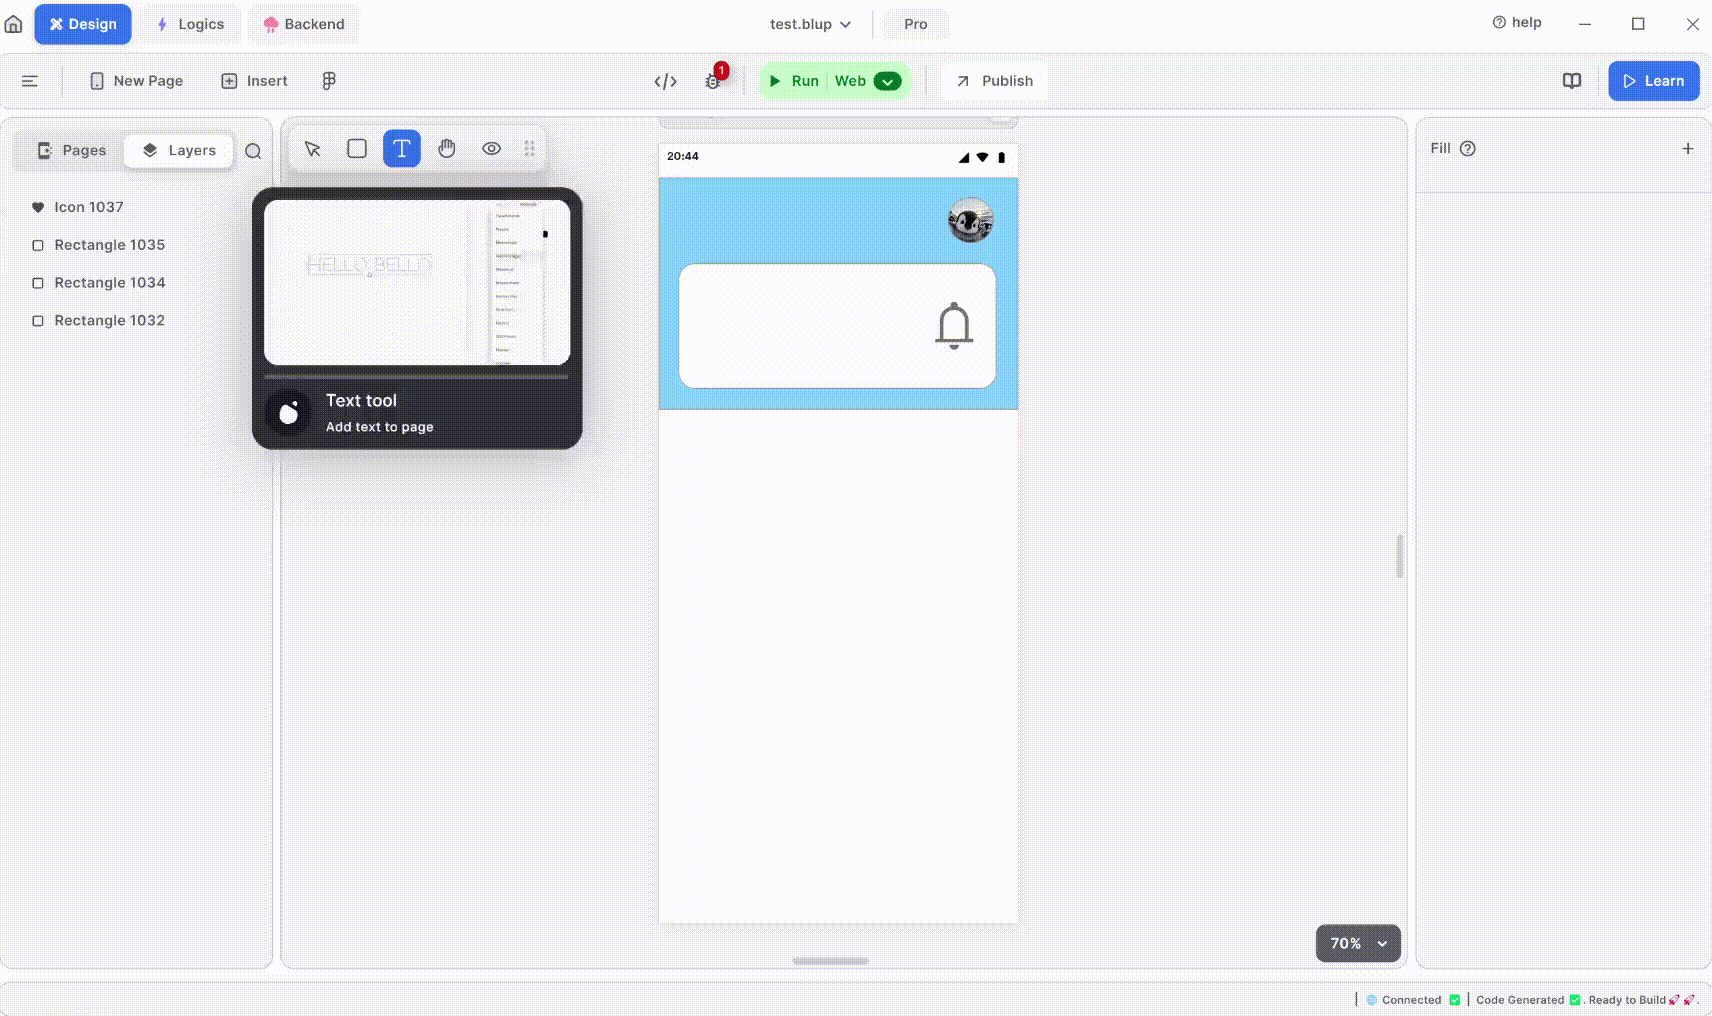 Design
Logics
Backend
test.blup
Pro
help
New Page
Insert
1
Run
Web
Publish
Learn
Pages
Layers
Icon 1037
Rectangle 1035
Rectangle 1034
Rectangle 1032
HELLO BELLO
Text tool
Add text to page
20:44
Fill
70%
Connected
Code Generated ✅. Ready to Build🚀🚀.